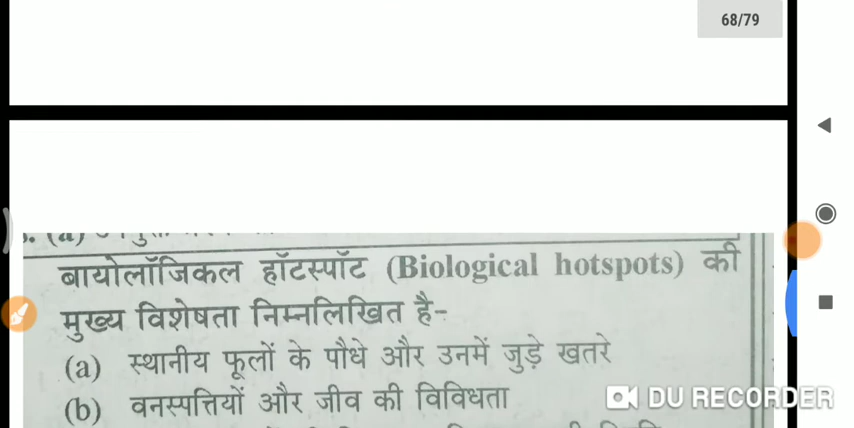 68/79
बायोलॉजिकल हॉटस्पॉट (Biological hotspots) की
मुख्य विशेषता निम्नलिखित है-
(a) स्थानीय फूलों के पौधे और उनमें जुड़े खतरे
(b) वनस्पत्तियों और जीव की विविधता
DU RECORDER